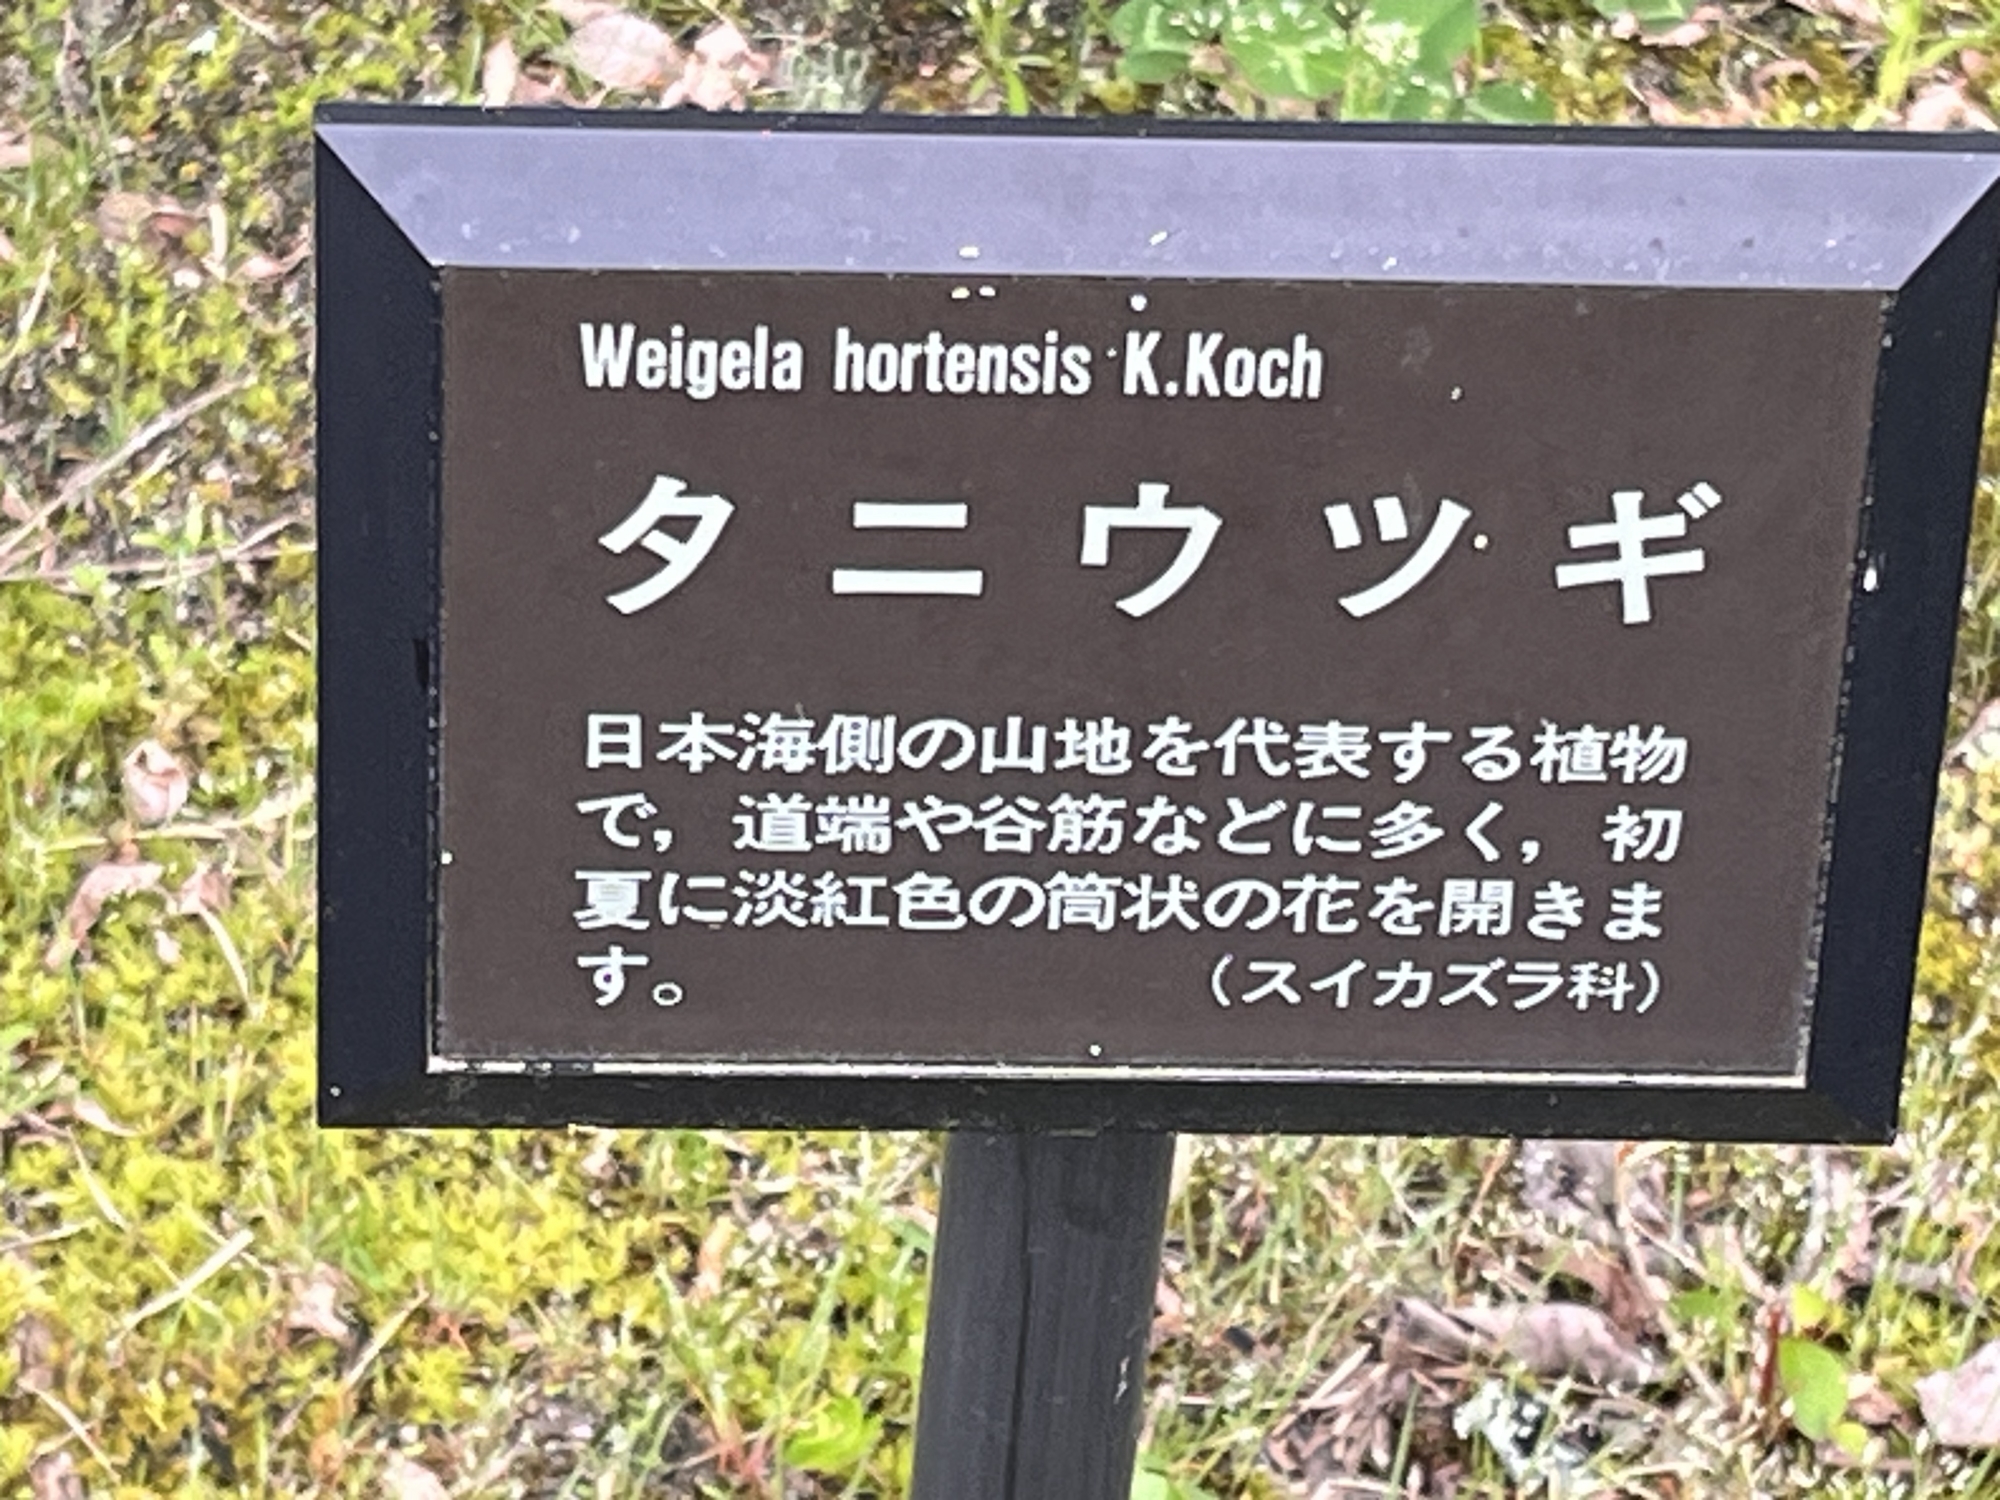 Weigela hortensis K.Koch
タニウツギ
日本海側の山地を代表する植物
で，道端や谷筋などに多く，初
夏に淡紅色の筒状の花を開きま
す。 （スイカズラ科）